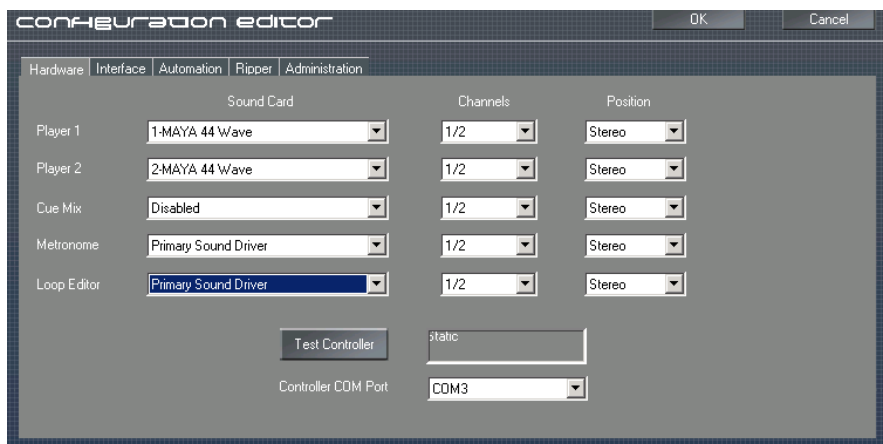 configuration editor
OK
Cancel
Hardware
Interface
Automation
Ripper
Administration
Sound Card
Channels
Position
Player 1
1-MAYA 44 Wave
1/2
Stereo
Player 2
2-MAYA 44 Wave
1/2
Stereo
Cue Mix
Disabled
1/2
Stereo
Metronome
Primary Sound Driver
1/2
Stereo
Loop Editor
Primary Sound Driver
1/2
Stereo
Test Controller
Static
Controller COM Port
COM3